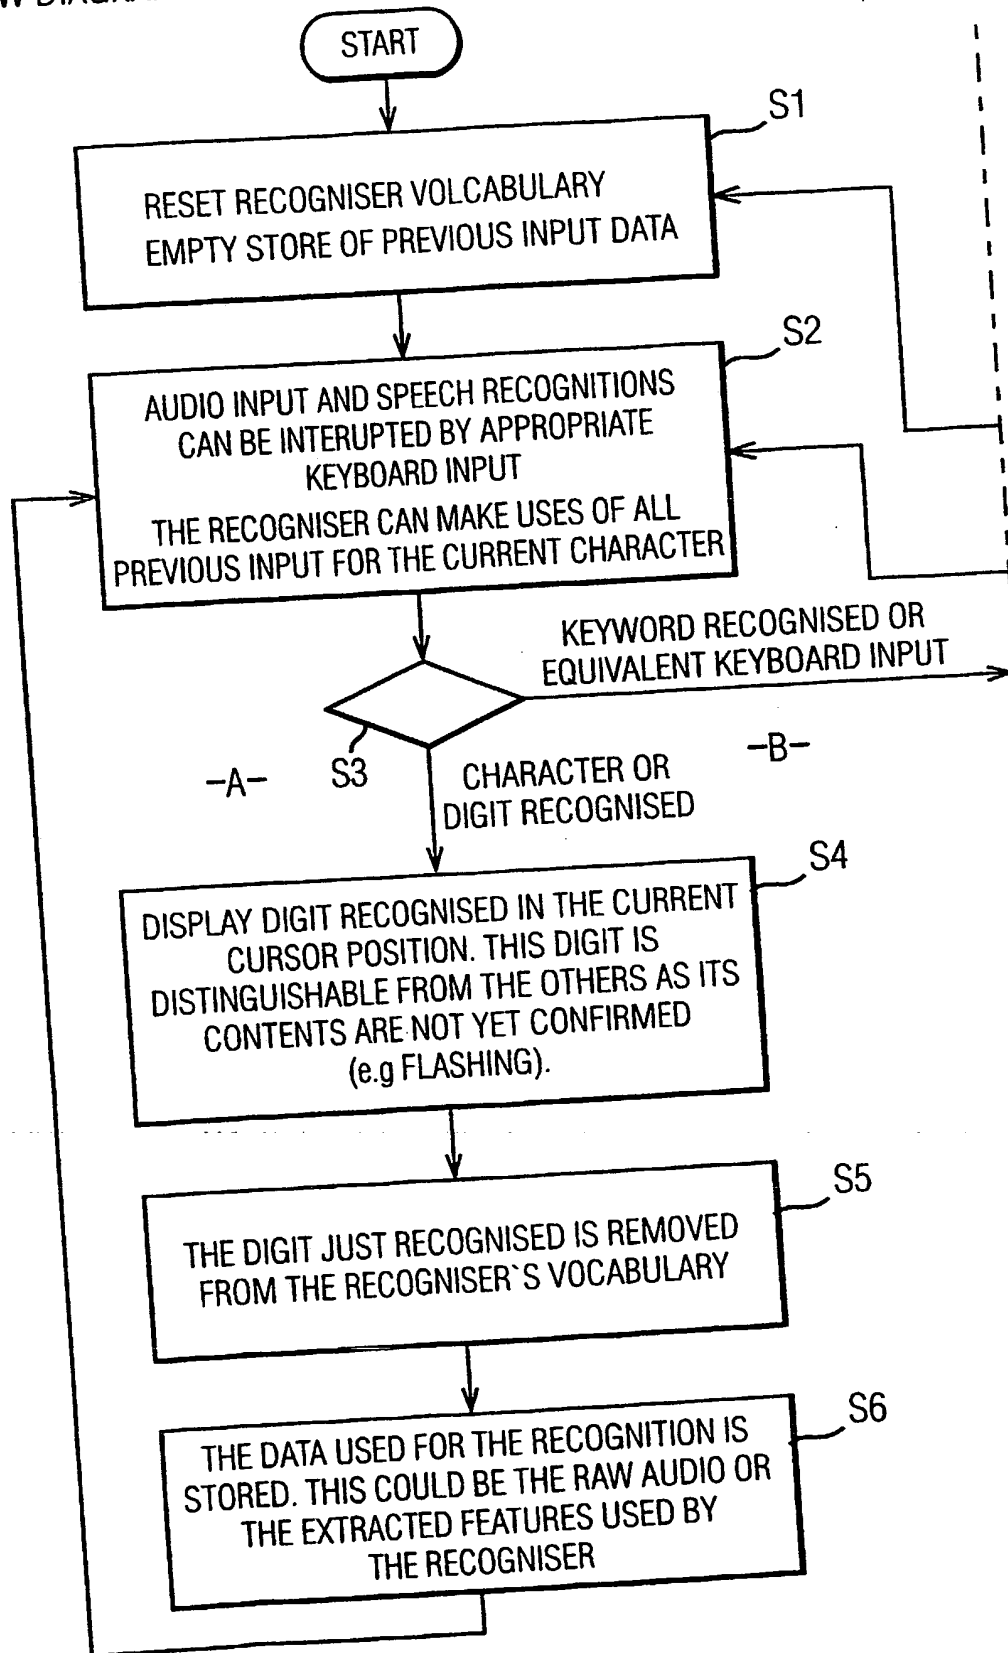 START
S1
RESET RECOGNISER VOLCABULARY
EMPTY STORE OF PREVIOUS INPUT DATA
S2
AUDIO INPUT AND SPEECH RECOGNITIONS
CAN BE INTERUPTED BY APPROPRIATE
KEYBOARD INPUT
THE RECOGNISER CAN MAKE USES OF ALL
PREVIOUS INPUT FOR THE CURRENT CHARACTER
KEYWORD RECOGNISED OR
EQUIVALENT KEYBOARD INPUT
-A-
S3
-B-
CHARACTER OR
DIGIT RECOGNISED
S4
DISPLAY DIGIT RECOGNISED IN THE CURRENT
CURSOR POSITION. THIS DIGIT IS
DISTINGUISHABLE FROM THE OTHERS AS ITS
CONTENTS ARE NOT YET CONFIRMED
(e.g FLASHING).
S5
THE DIGIT JUST RECOGNISED IS REMOVED
FROM THE RECOGNISER`S VOCABULARY
S6
THE DATA USED FOR THE RECOGNITION IS
STORED. THIS COULD BE THE RAW AUDIO OR
THE EXTRACTED FEATURES USED BY
THE RECOGNISER